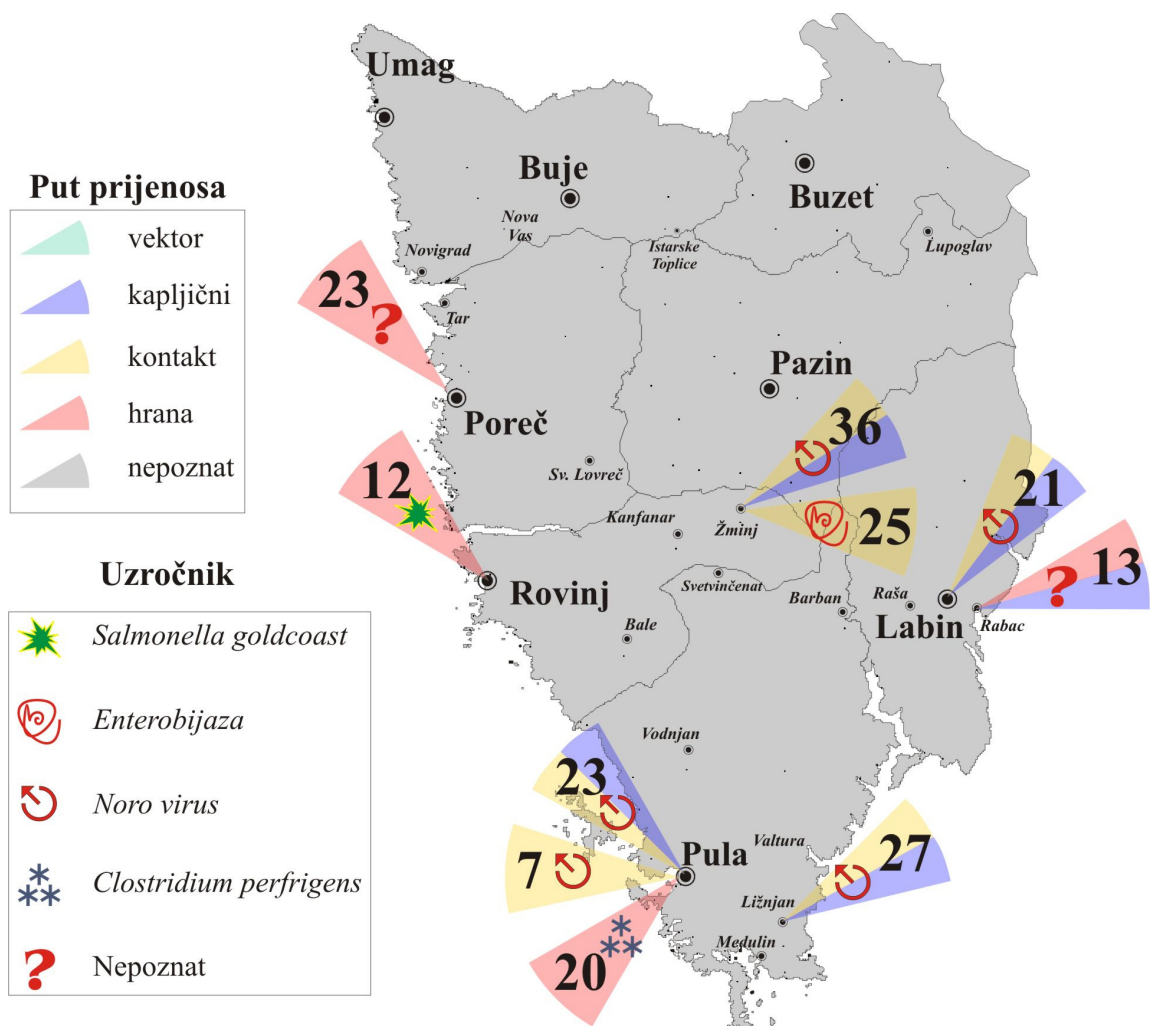 Umag
Buje
Buzet
Nova
Vas
Istarske
Toplice
Lupoglav
Novigrad
23
?
Tar
Poreč
Pazin
36
12
Sv. Lovreč
Kanfanar
Žminj
25
21
?
13
Rovinj
Svetvinčenat
Barban
Raša
Labin
Rabac
Bale
Vodnjan
23
7
Pula
Valtura
27
Ližnjan
Medulin
20
Put prijenosa
vektor
kapljični
kontakt
hrana
nepoznat
Uzročnik
Salmonella goldcoast
Enterobijaza
Noro virus
Clostridium perfrigens
?
Nepoznat